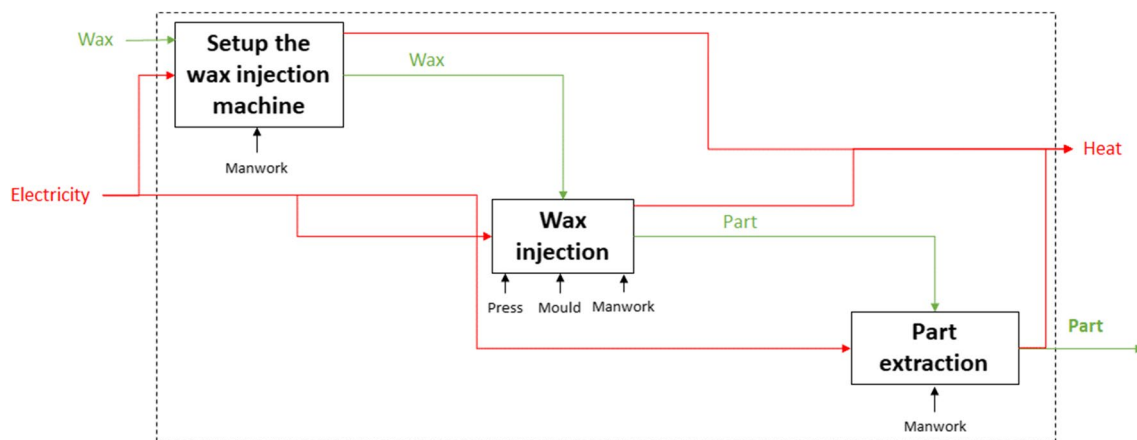 Wax
Setup the
wax injection
machine
Wax
Manwork
Heat
Electricity
Wax
injection
Part
Press
Mould
Manwork
Part
extraction
Part
Manwork